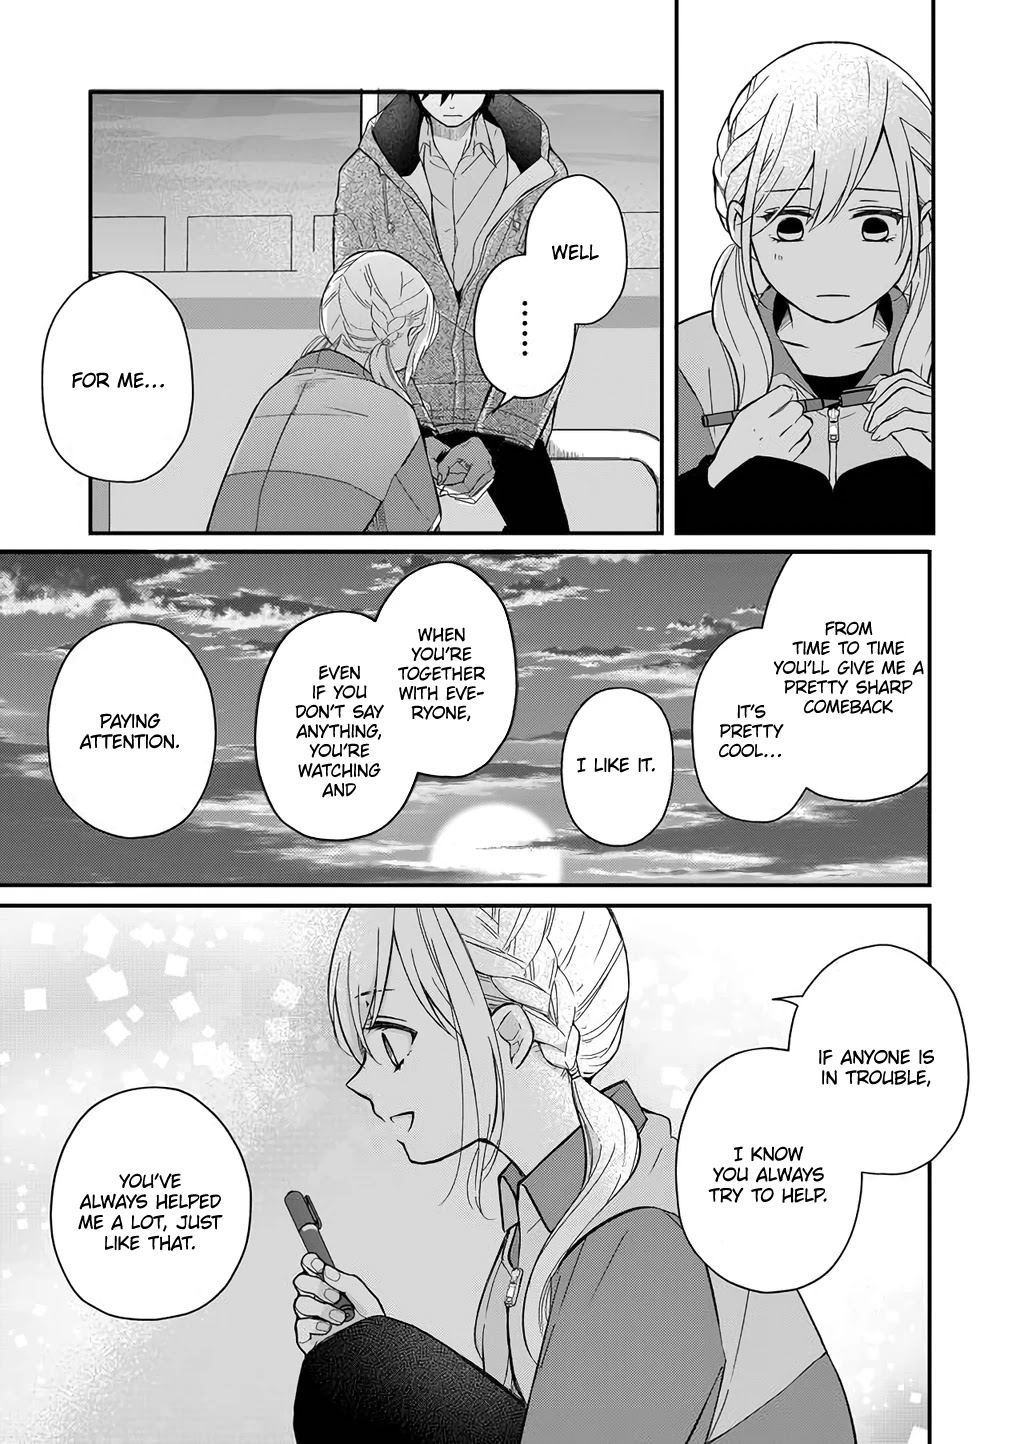 WELL
......
FOR ME...
FROM
TIME TO TIME
YOU'LL GIVE ME A
PRETTY SHARP
COMEBACK
IT'S
PRETTY
COOL...
I LIKE IT.
WHEN
YOU'RE
TOGETHER
WITH EVE-
RYONE,
EVEN
IF YOU
DON'T SAY
ANYTHING,
YOU'RE
WATCHING
AND
PAYING
ATTENTION.
IF ANYONE IS
IN TROUBLE,
I KNOW
YOU ALWAYS
TRY TO HELP.
YOU'VE
ALWAYS HELPED
ME A LOT, JUST
LIKE THAT.